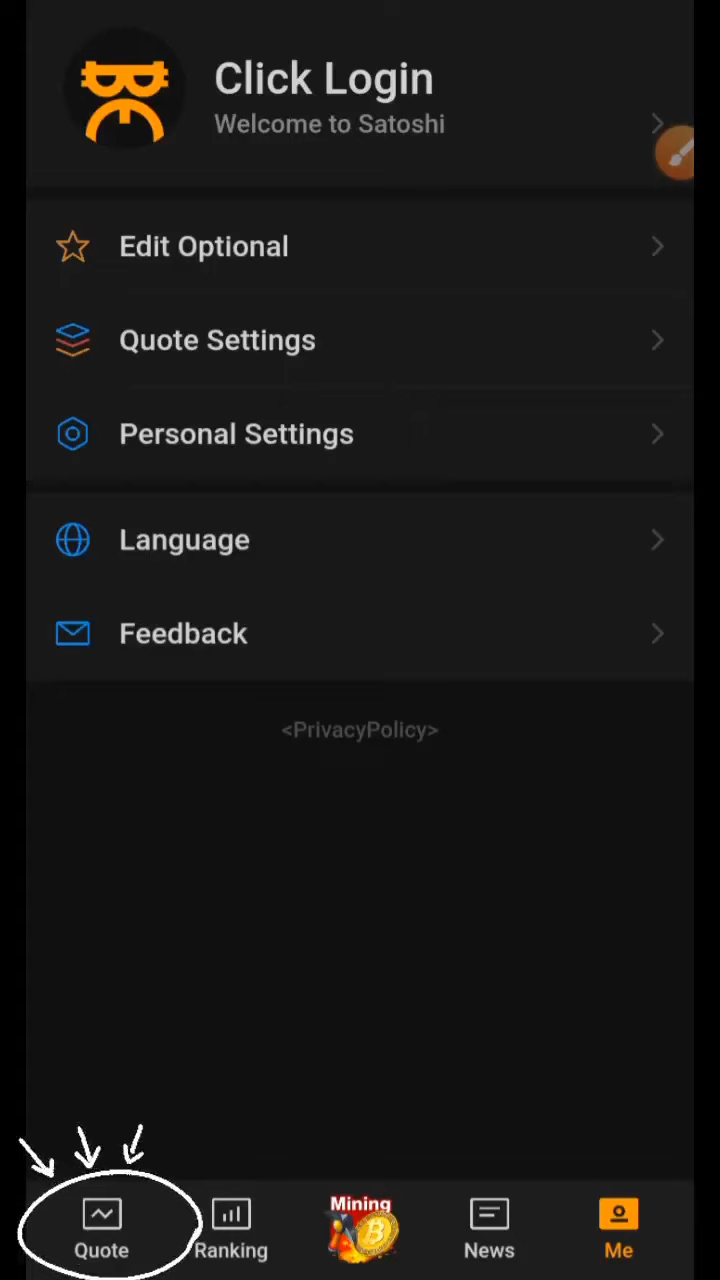 Click Login
Welcome to Satoshi
Edit Optional
Quote Settings
Personal Settings
Language
Feedback
<PrivacyPolicy>
Mining
Quote
Ranking
News
Me